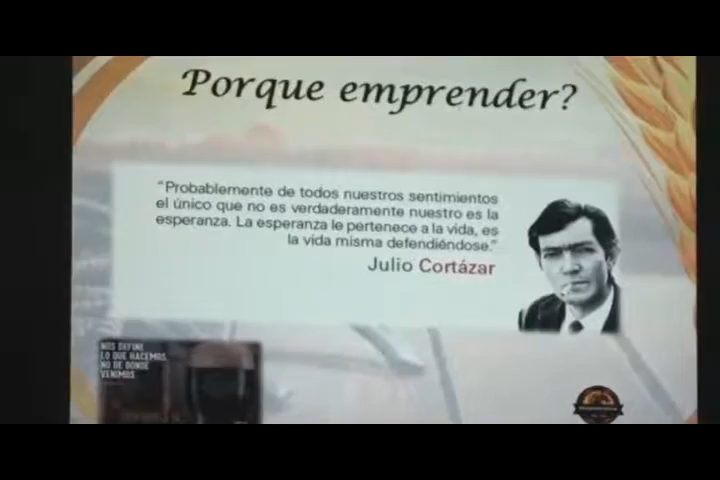 Porque emprender?
“Probablemente de todos nuestros sentimientos
el único que no es verdaderamente nuestro es la
esperanza. La esperanza le pertenece a la vida, es
la vida misma defendiéndose.”
Julio Cortázar
NOS DEFINE
LO QUE HACEMOS,
NO DE DONDE
VENIMOS